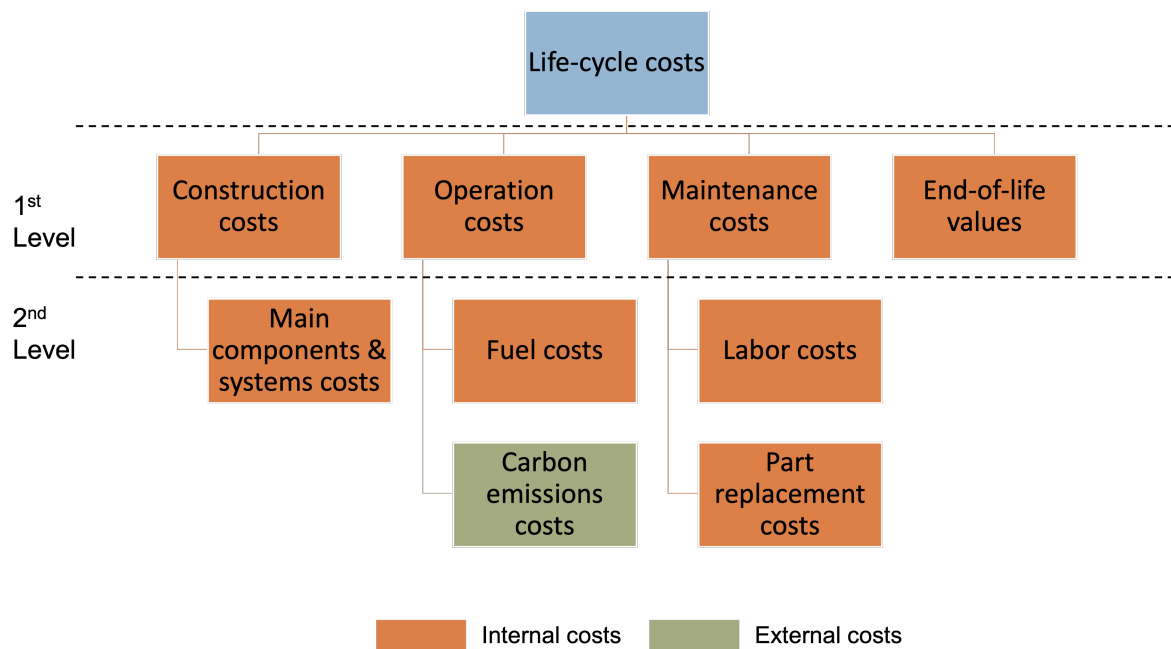 Life-cycle costs
1st
Level
Construction
costs
Operation
costs
Maintenance
costs
End-of-life
values
2nd
Level
Main
components &
systems costs
Fuel costs
Labor costs
Carbon
emissions
costs
Part
replacement
costs
Internal costs
External costs